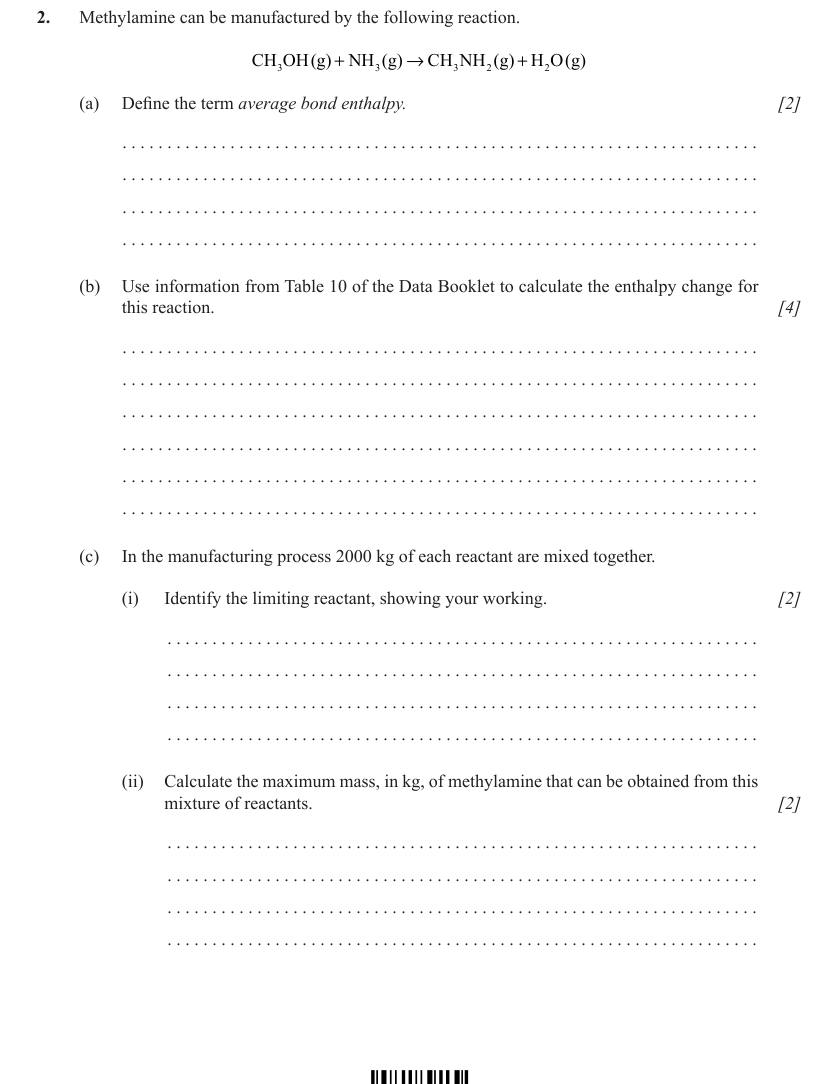 2. Methylamine can be manufactured by the following reaction.
CH₃OH(g) + NH₃(g) → CH₃NH₂(g) + H₂O(g)
(a) Define the term average bond enthalpy. [2]
(b) Use information from Table 10 of the Data Booklet to calculate the enthalpy change for
this reaction. [4]
(c) In the manufacturing process 2000 kg of each reactant are mixed together.
(i) Identify the limiting reactant, showing your working. [2]
(ii) Calculate the maximum mass, in kg, of methylamine that can be obtained from this
mixture of reactants. [2]